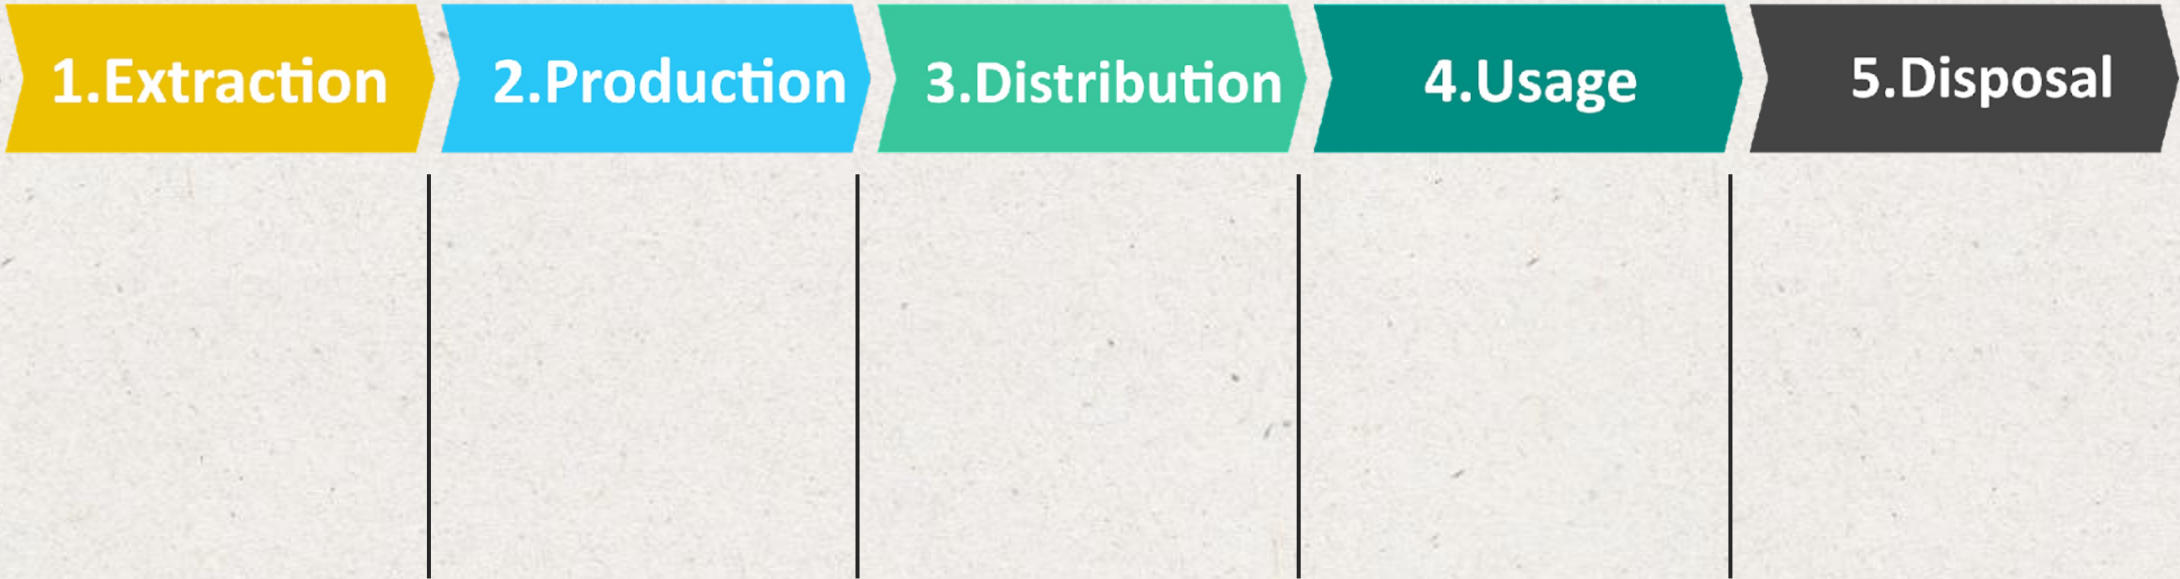 1.Extraction
2.Production
3.Distribution
4.Usage
5.Disposal